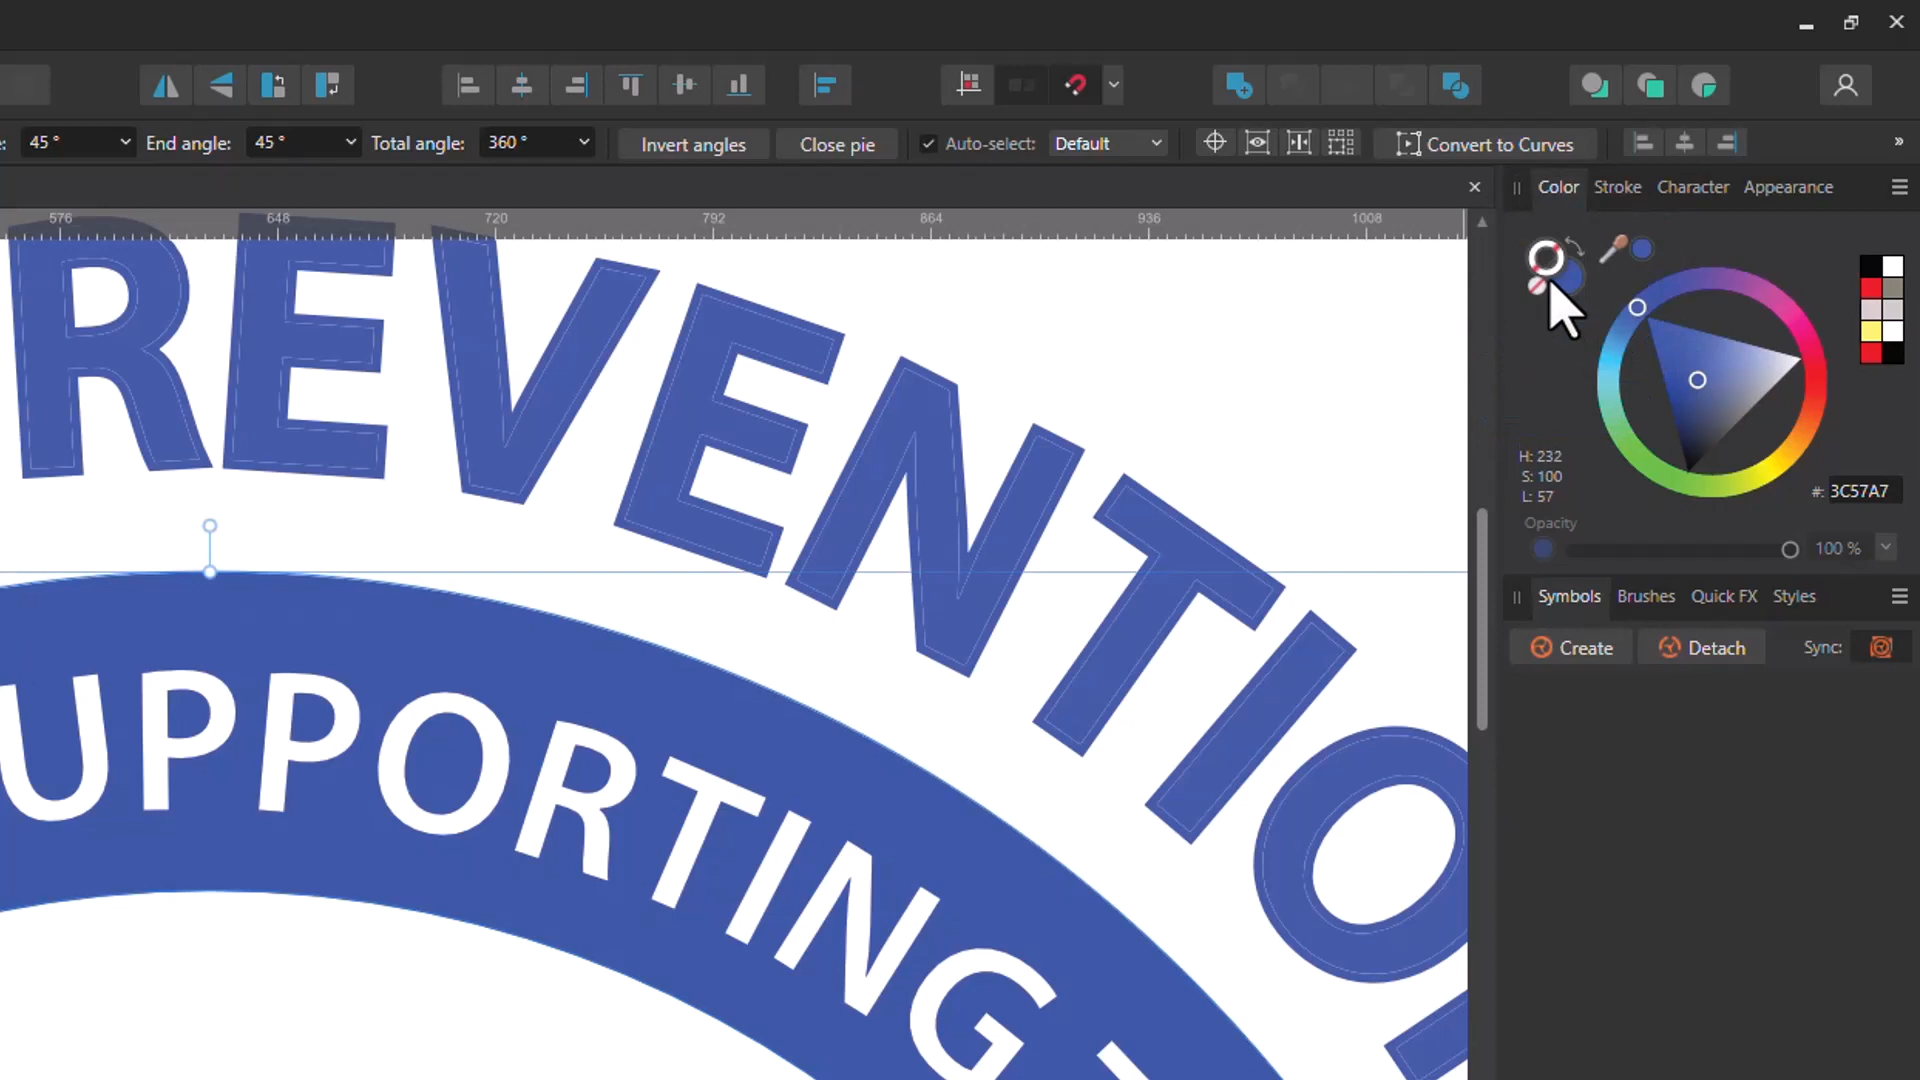 : 45 ° End angle: 45 ° Total angle: 360 ° Invert angles Close pie Auto-select: Default Convert to Curves »
Color Stroke Character Appearance
576 648 720 792 864 936 1008
REVENTIO
H: 232
S: 100
L: 57
#: 3C57A7
Opacity
100 %
Symbols Brushes Quick FX Styles
Create Detach Sync:
UPPORTING